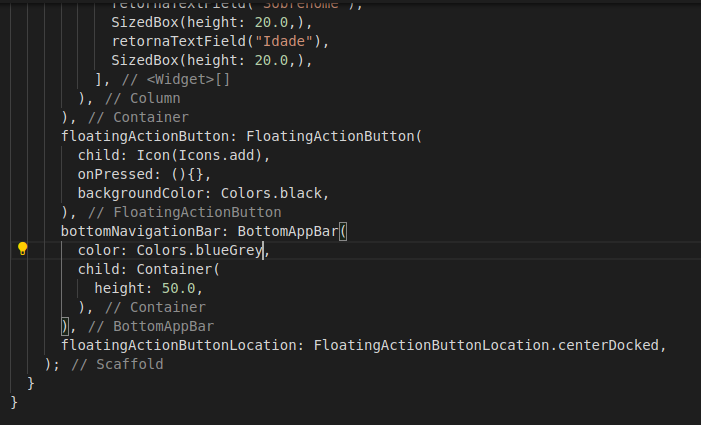 retornaTextField("Sobrenome"),
SizedBox(height: 20.0,),
retornaTextField("Idade"),
SizedBox(height: 20.0,),
], // <Widget>[]
), // Column
), // Container
floatingActionButton: FloatingActionButton(
child: Icon(Icons.add),
onPressed: (){},
backgroundColor: Colors.black,
), // FloatingActionButton
bottomNavigationBar: BottomAppBar(
color: Colors.blueGrey,
child: Container(
height: 50.0,
), // Container
), // BottomAppBar
floatingActionButtonLocation: FloatingActionButtonLocation.centerDocked,
); // Scaffold
}
}